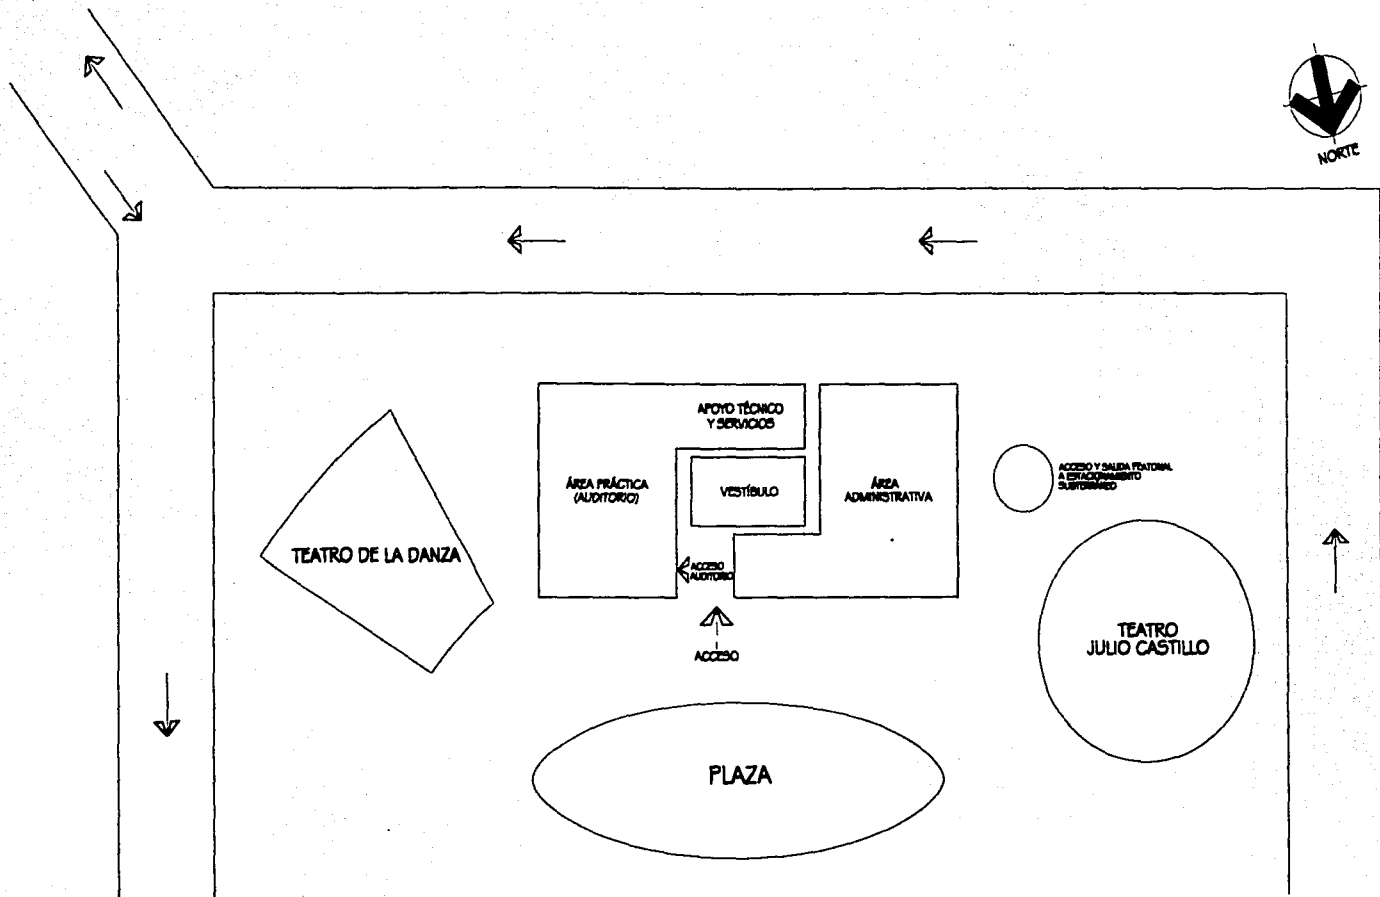 NORTE
APOYO TÉCNICO
Y SERVICIOS
ÁREA PRÁCTICA
(AUDITORIO)
VESTÍBULO
ÁREA
ADMINISTRATIVA
ACCESO Y SALIDA PEATONAL
A ESTACIONAMIENTO
SUBTERRÁNEO
TEATRO DE LA DANZA
ACCESO
AUDITORIO
TEATRO
JULIO CASTILLO
ACCESO
PLAZA